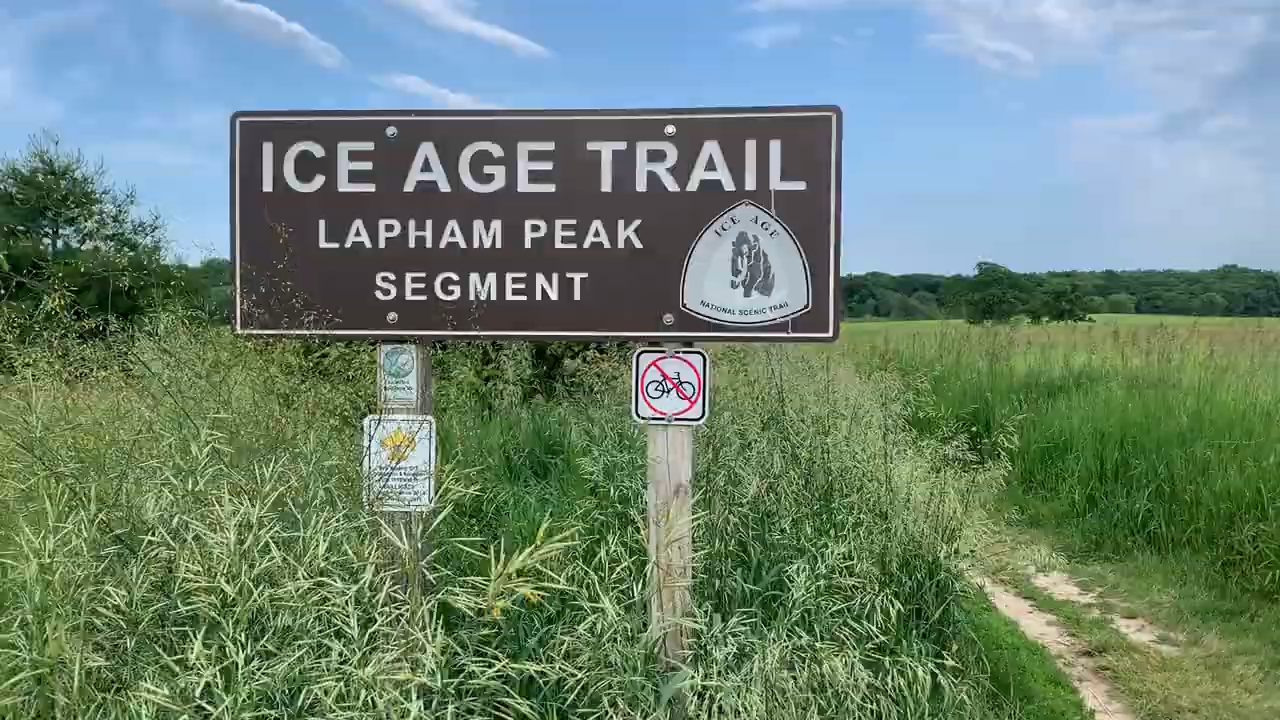 ICE AGE TRAIL
LAPHAM PEAK
SEGMENT
ICE AGE
NATIONAL SCENIC TRAIL